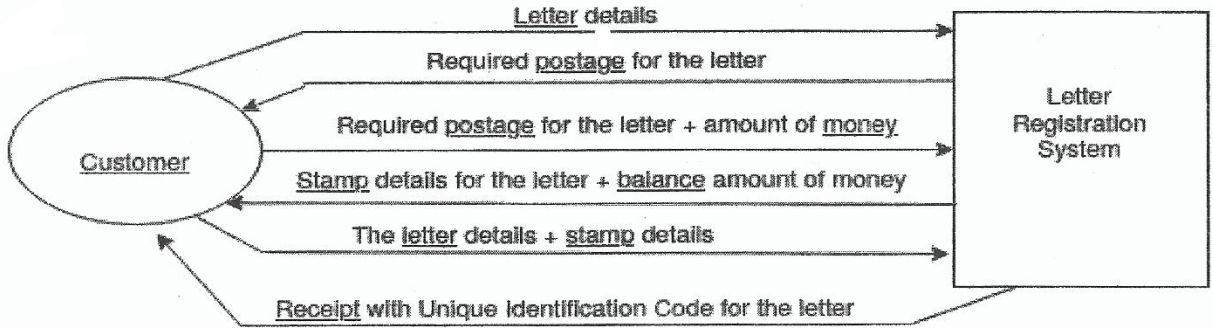 Letter details
Required postage for the letter
Required postage for the letter + amount of money
Stamp details for the letter + balance amount of money
The letter details + stamp details
Receipt with Unique Identification Code for the letter
Customer
Letter
Registration
System